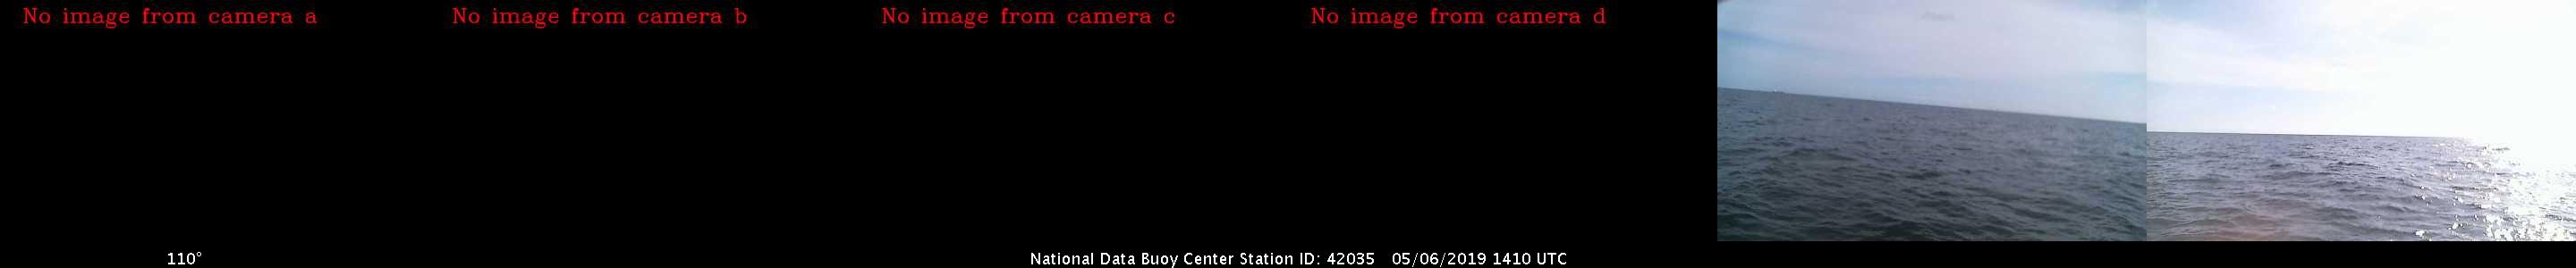 No image from camera a
No image from camera b
No image from camera c
No image from camera d
110°
National Data Buoy Center Station ID: 42035 05/06/2019 1410 UTC